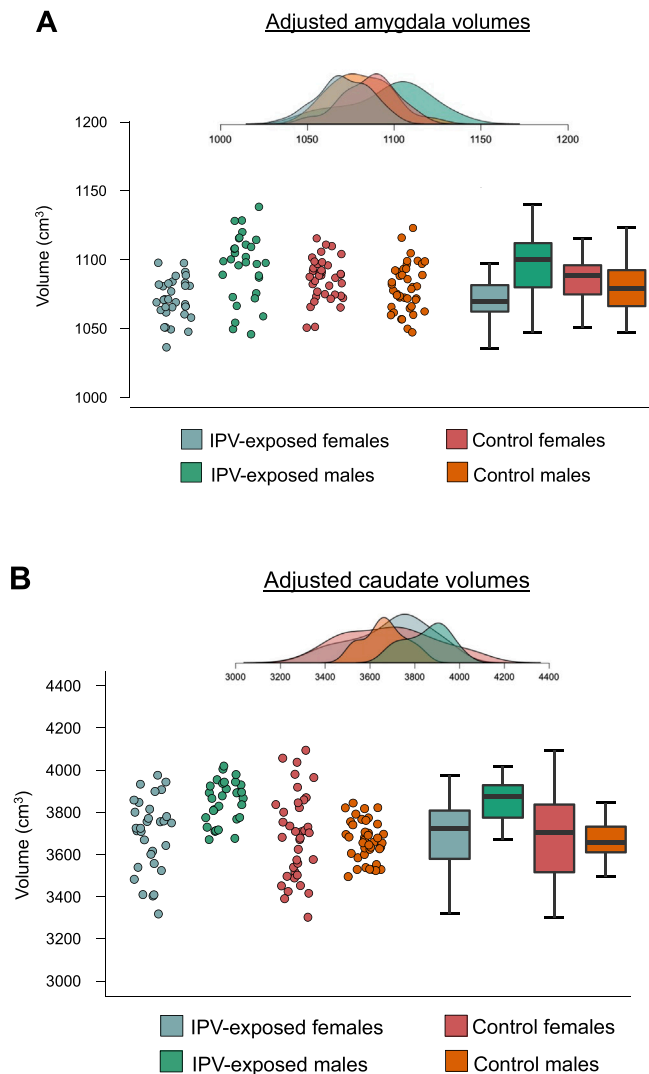 A
Adjusted amygdala volumes
1000 1050 1100 1150 1200
1200
1150
1100
1050
1000
Volume (cm³)
IPV-exposed females
Control females
IPV-exposed males
Control males
B
Adjusted caudate volumes
3000 3200 3400 3600 3800 4000 4200 4400
4400
4200
4000
3800
3600
3400
3200
3000
Volume (cm³)
IPV-exposed females
Control females
IPV-exposed males
Control males